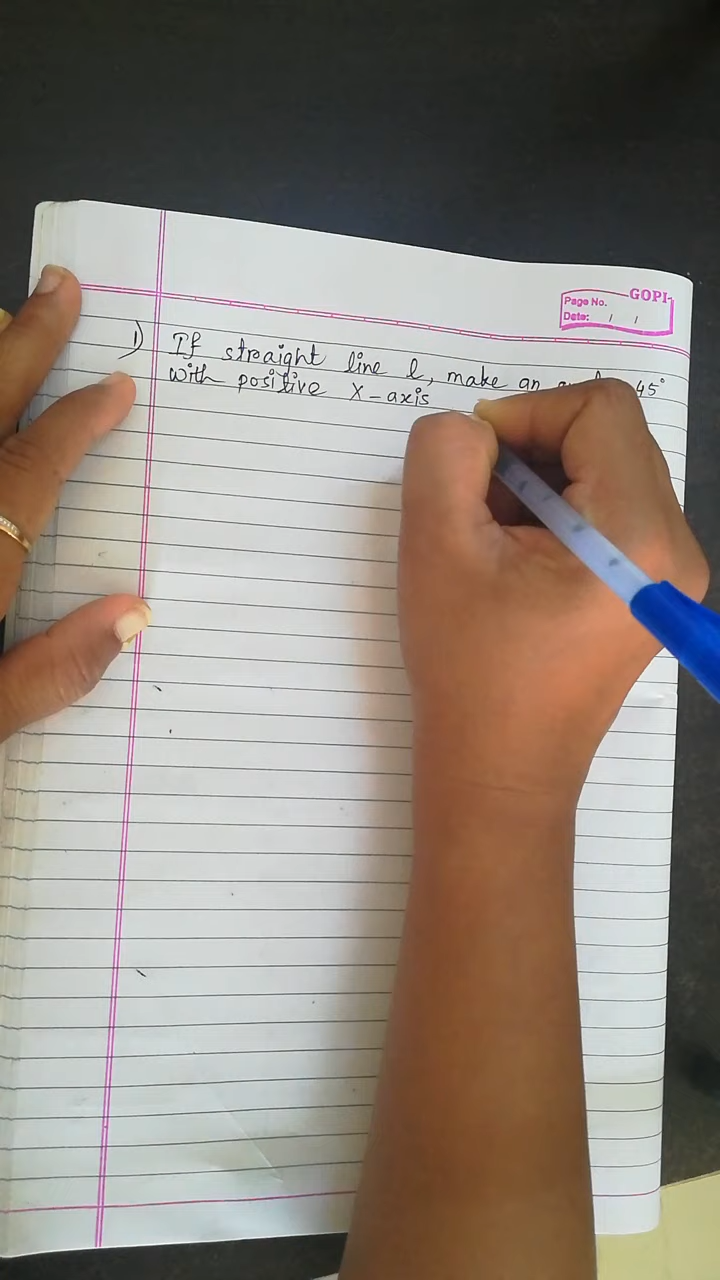 GOPI
Page No.
Date: / /
1) If straight line l, make an 45°
with positive X-axis